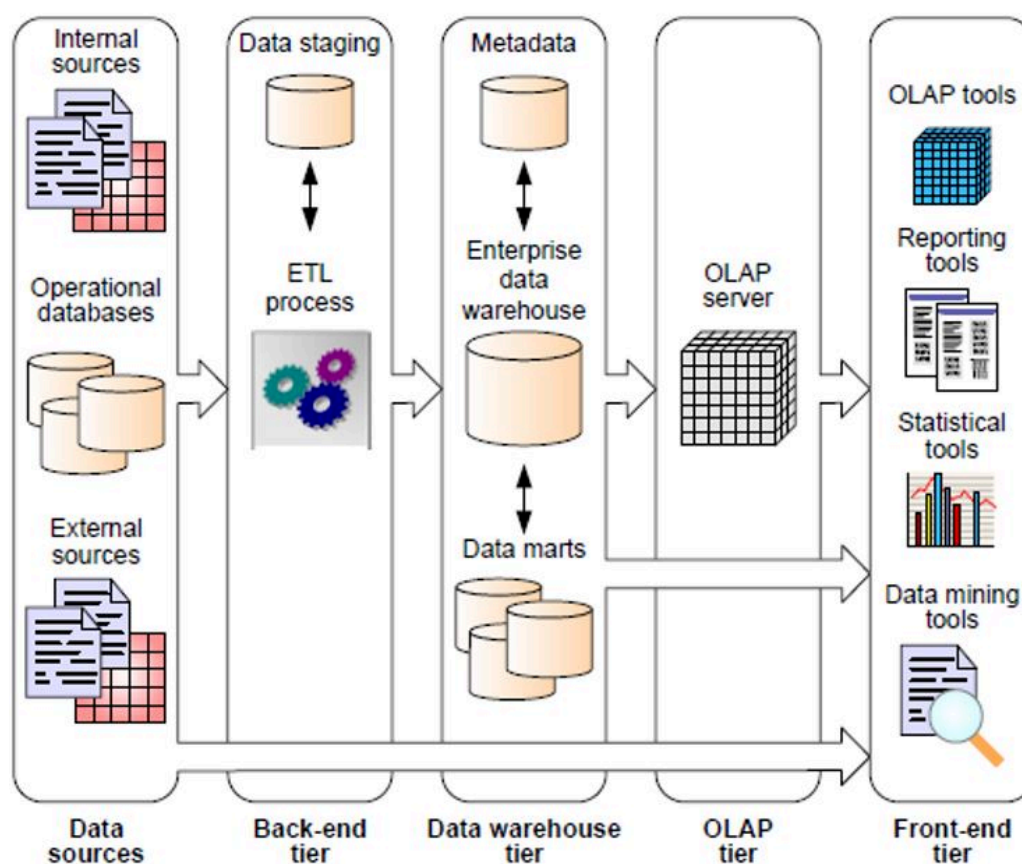 Internal
sources
Operational
databases
External
sources
Data
sources
Data staging
ETL
process
Back-end
tier
Metadata
Enterprise
data
warehouse
Data marts
Data warehouse
tier
OLAP
server
OLAP
tier
OLAP tools
Reporting
tools
Statistical
tools
Data mining
tools
Front-end
tier